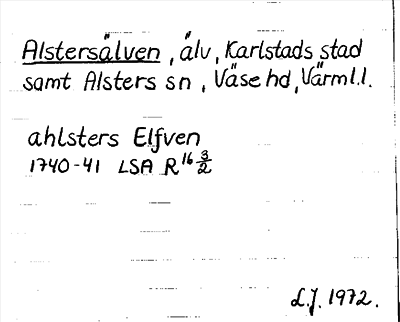 Alstersälven, älv, Karlstads stad
samt Alsters sn, Väse hd, Värml.l.
ahlsters Elfven
1740-41 LSA R16 3/2
L.J. 1972.